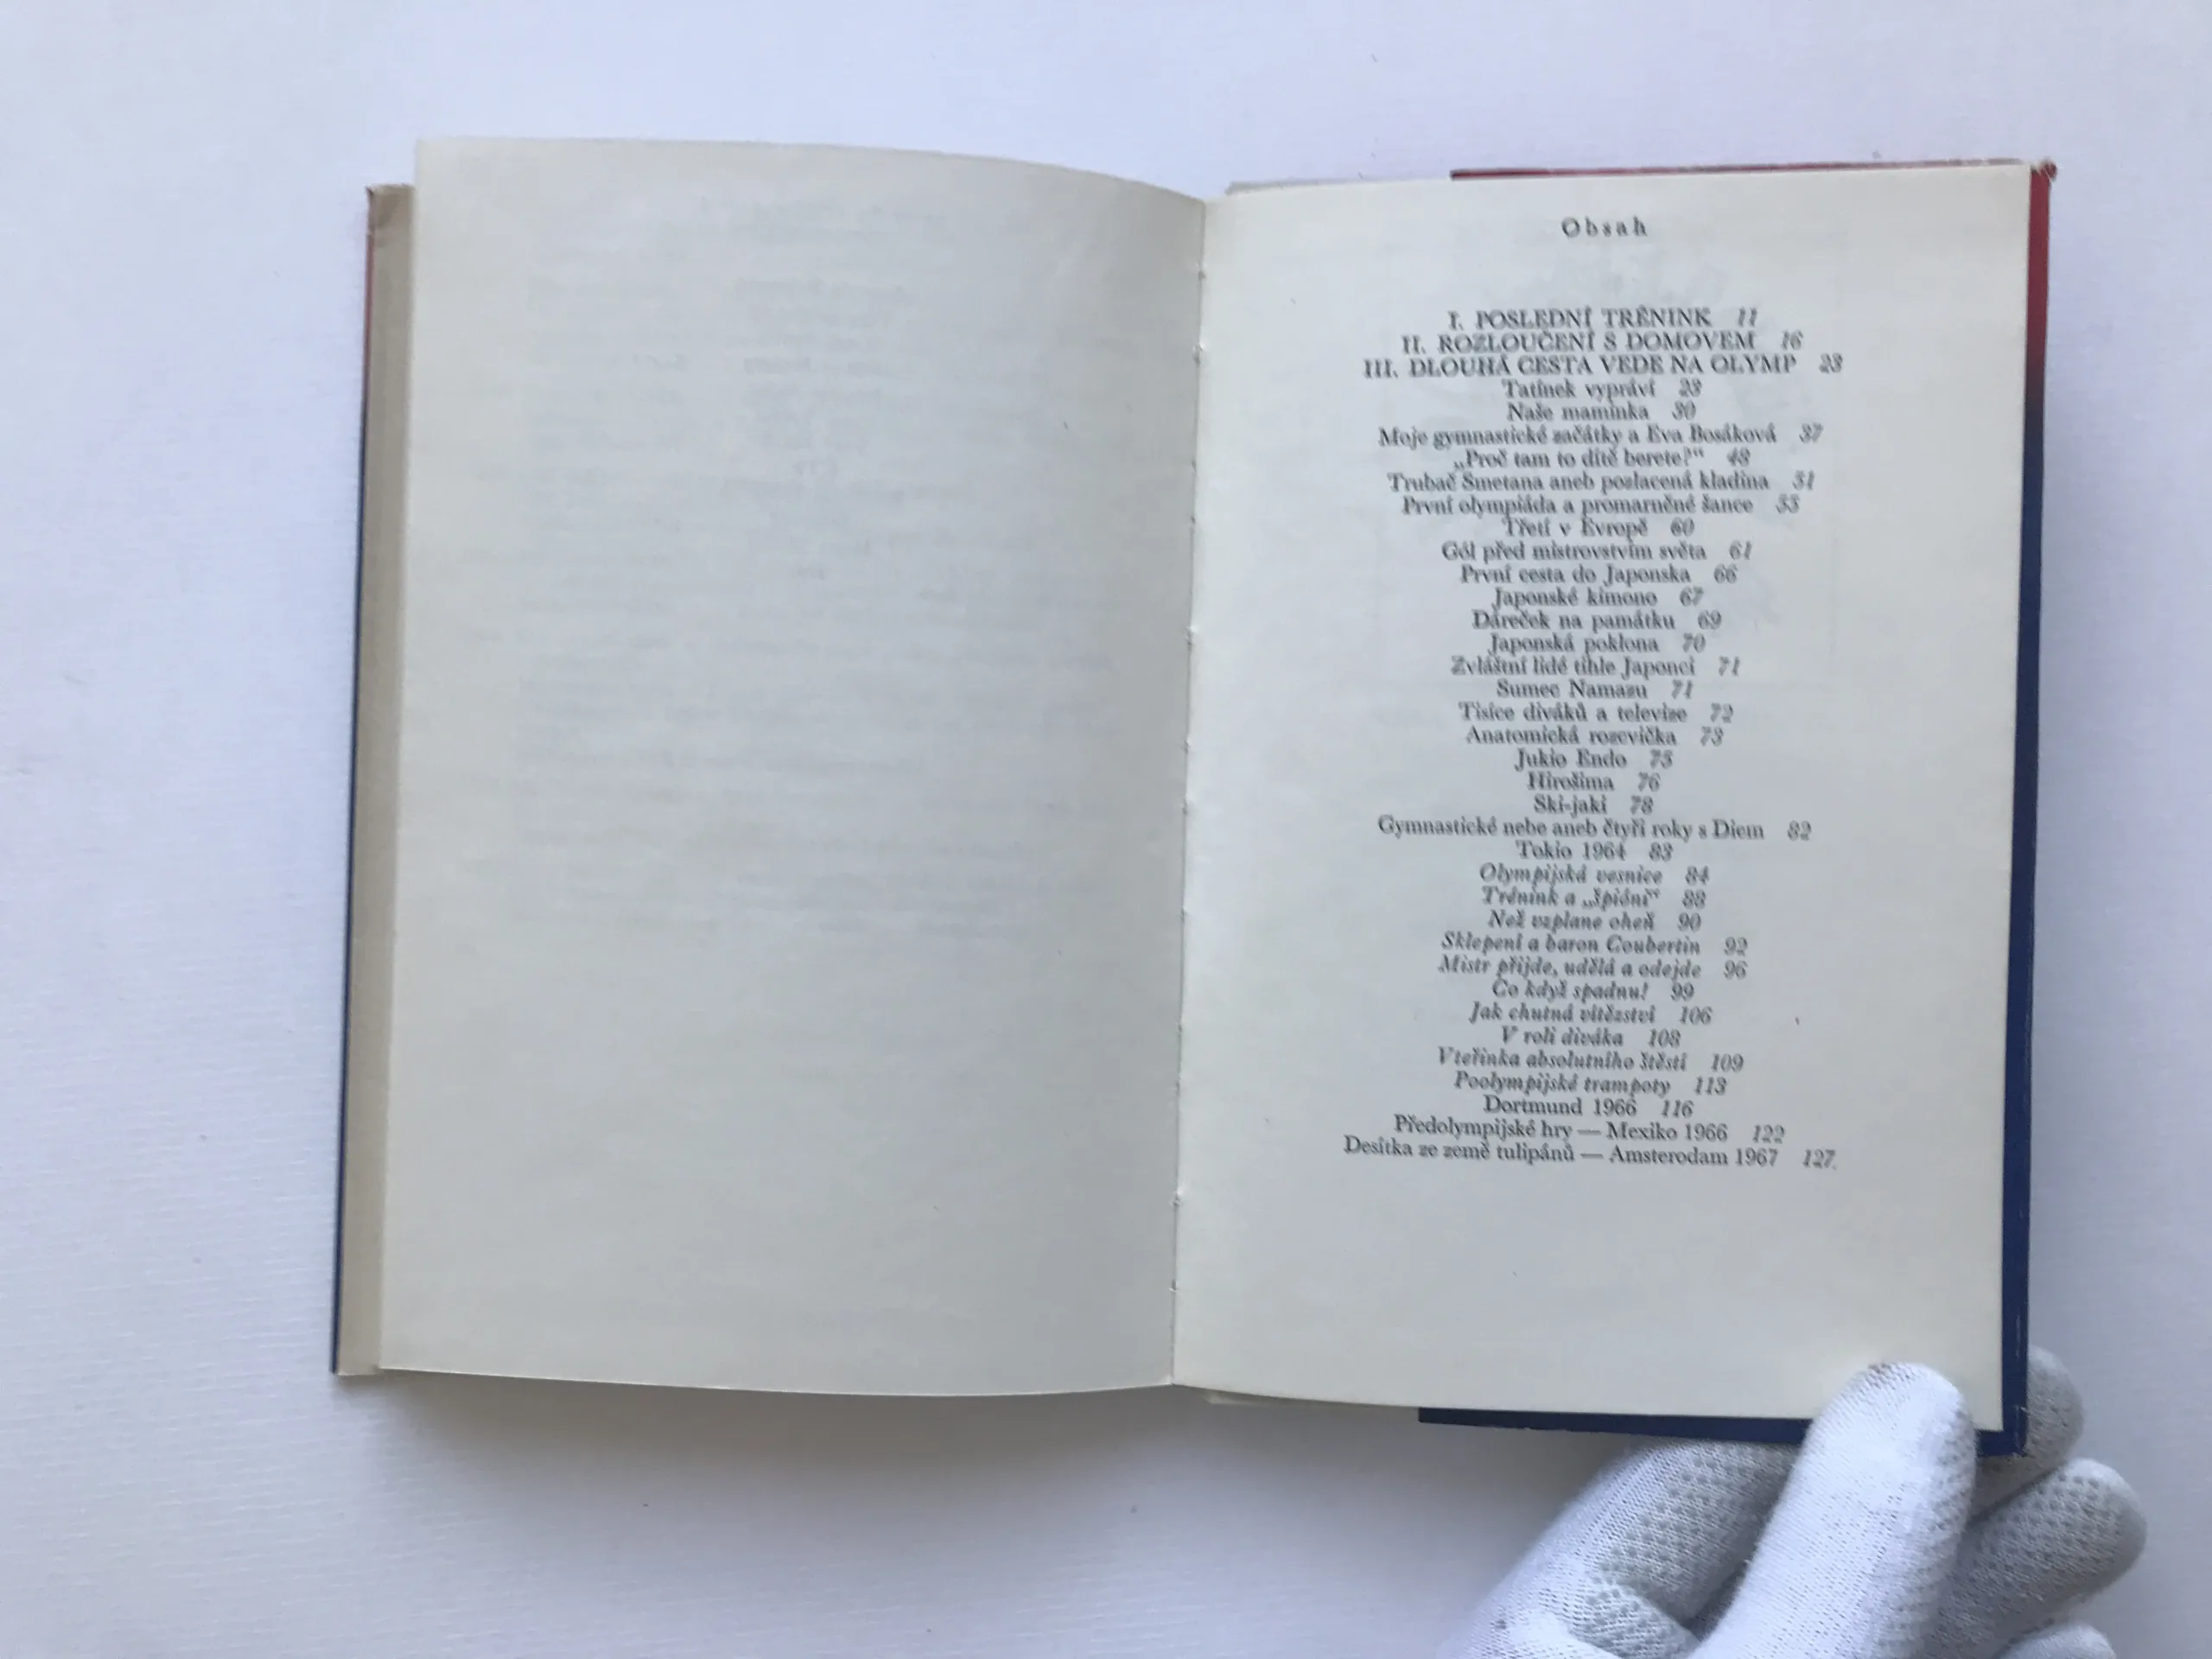 Obsah
I. POSLEDNÍ TRÉNINK 11
II. ROZLOUČENÍ S DOMOVEM 16
III. DLOUHÁ CESTA VEDE NA OLYMP 23
Tatínek vypráví 23
Naše maminka 30
Moje gymnastické začátky a Eva Bosáková 37
„Proč tam to dítě berete?“ 48
Trubač Smetana aneb pozlacená kladina 51
První olympiáda a promarněné šance 55
Třetí v Evropě 60
Gól před mistrovstvím světa 61
První cesta do Japonska 66
Japonské kimono 67
Dáreček na památku 69
Japonská poklona 70
Zvláštní lidé tihle Japonci 71
Sumec Namazu 71
Tisíce diváků a televize 72
Anatomická rozcvička 73
Jukio Endo 75
Hirošima 76
Ski-jaki 78
Gymnastické nebe aneb čtyři roky s Diem 82
Tokio 1964 83
Olympijská vesnice 84
Trénink a „špióni“ 88
Než vzplane oheň 90
Sklepení a baron Coubertin 92
Mistr přijde, udělá a odejde 96
Co když spadnu! 99
Jak chutná vítězství 106
V roli diváka 108
Vteřinka absolutního štěstí 109
Poolympijské trampoty 113
Dortmund 1966 116
Předolympijské hry — Mexiko 1966 122
Desítka ze země tulipánů — Amsterodam 1967 127